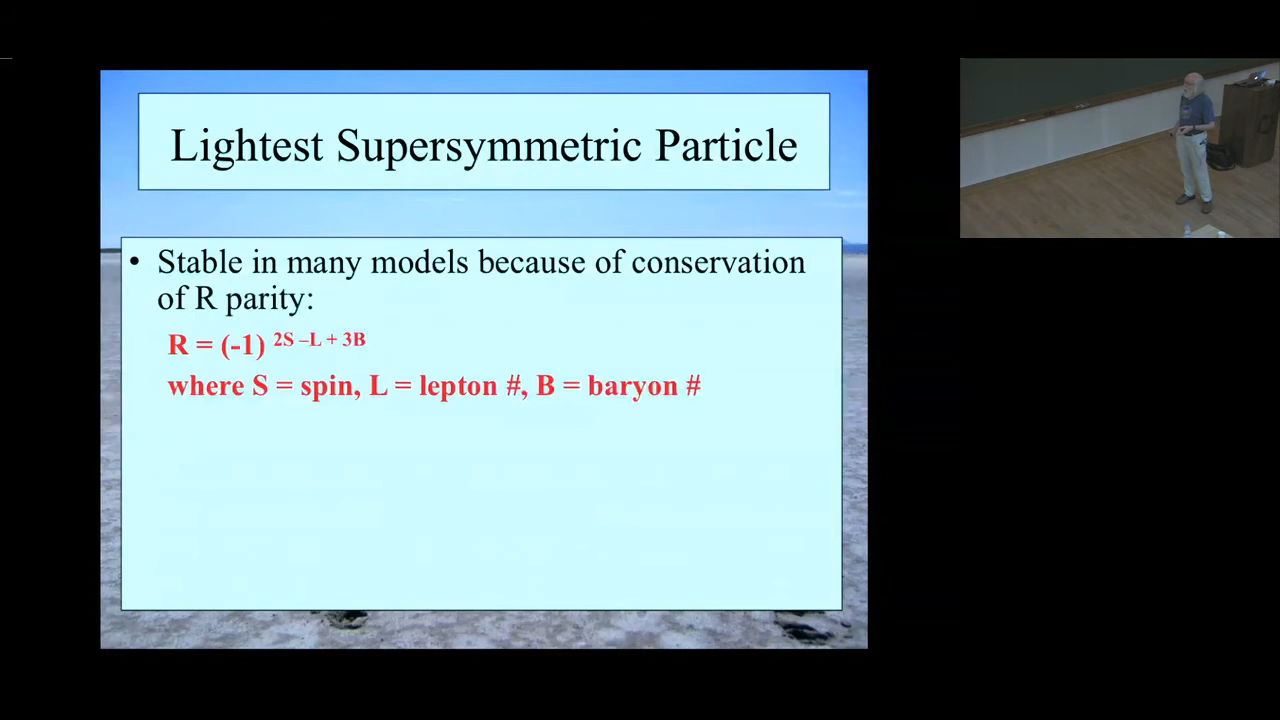 Lightest Supersymmetric Particle
• Stable in many models because of conservation
of R parity:
R = (-1) 2S –L + 3B
where S = spin, L = lepton #, B = baryon #